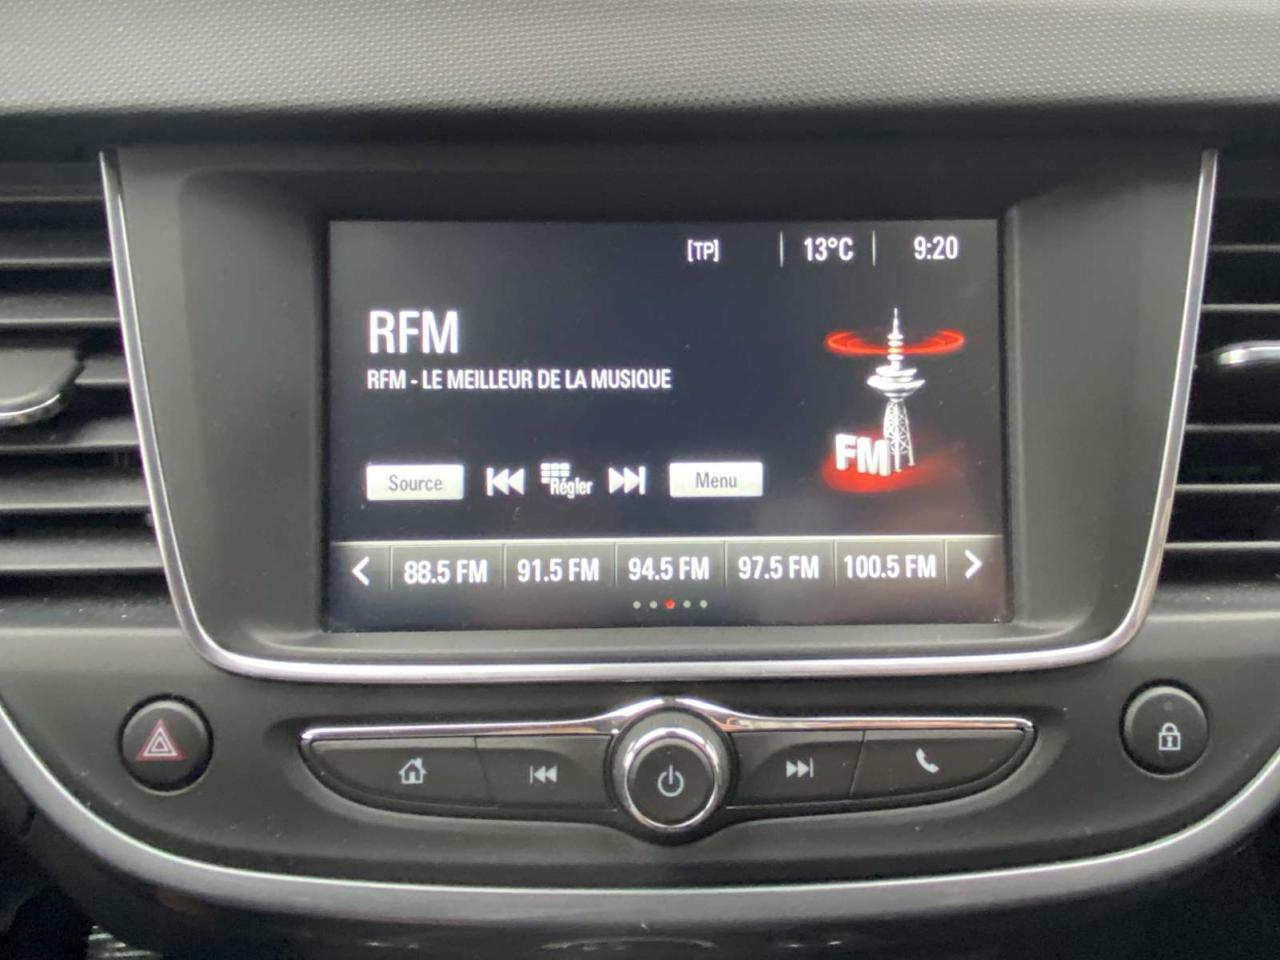 [TP] 13°C 9:20
RFM
RFM - LE MEILLEUR DE LA MUSIQUE
FM
Source Régler Menu
88.5 FM 91.5 FM 94.5 FM 97.5 FM 100.5 FM